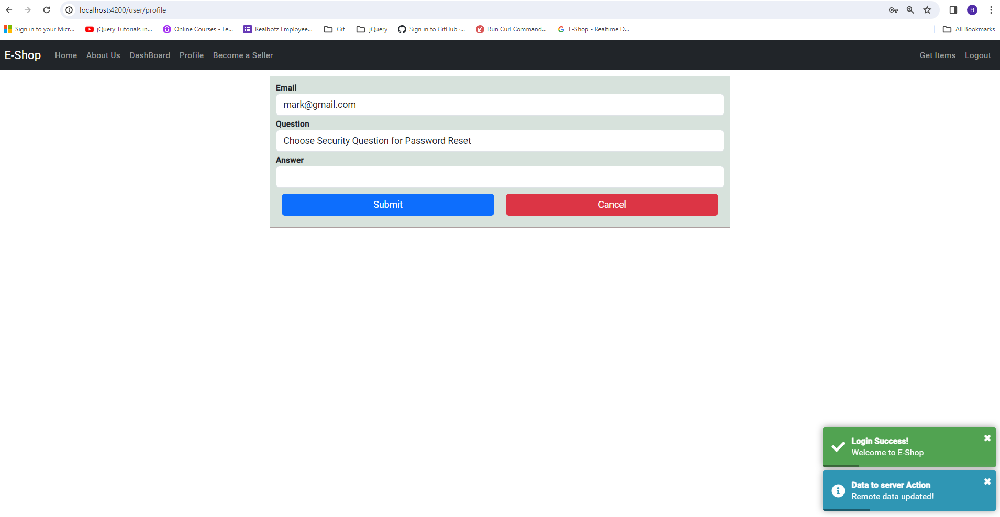 localhost:4200/user/profile
H
Sign in to your Micr... jQuery Tutorials in... Online Courses - Le... Realbotz Employee... Git jQuery Sign in to GitHub ·... Run Curl Command... E-Shop - Realtime D... All Bookmarks
E-Shop Home About Us DashBoard Profile Become a Seller Get Items Logout
Email
mark@gmail.com
Question
Choose Security Question for Password Reset
Answer
Submit Cancel
Login Success!
Welcome to E-Shop
Data to server Action
Remote data updated!